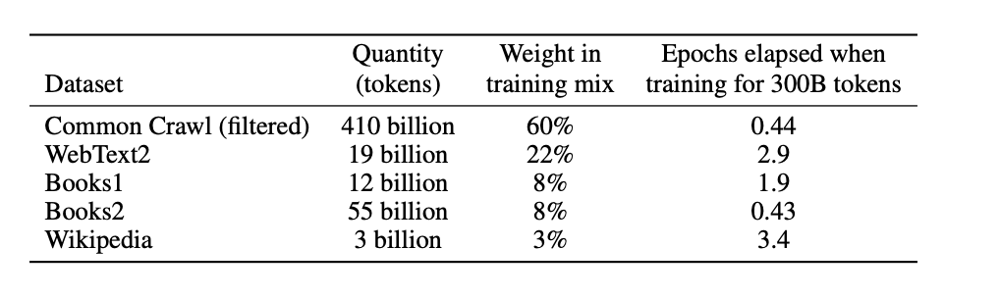 Quantity Weight in Epochs elapsed when
Dataset (tokens) training mix training for 300B tokens
Common Crawl (filtered) 410 billion 60% 0.44
WebText2 19 billion 22% 2.9
Books1 12 billion 8% 1.9
Books2 55 billion 8% 0.43
Wikipedia 3 billion 3% 3.4